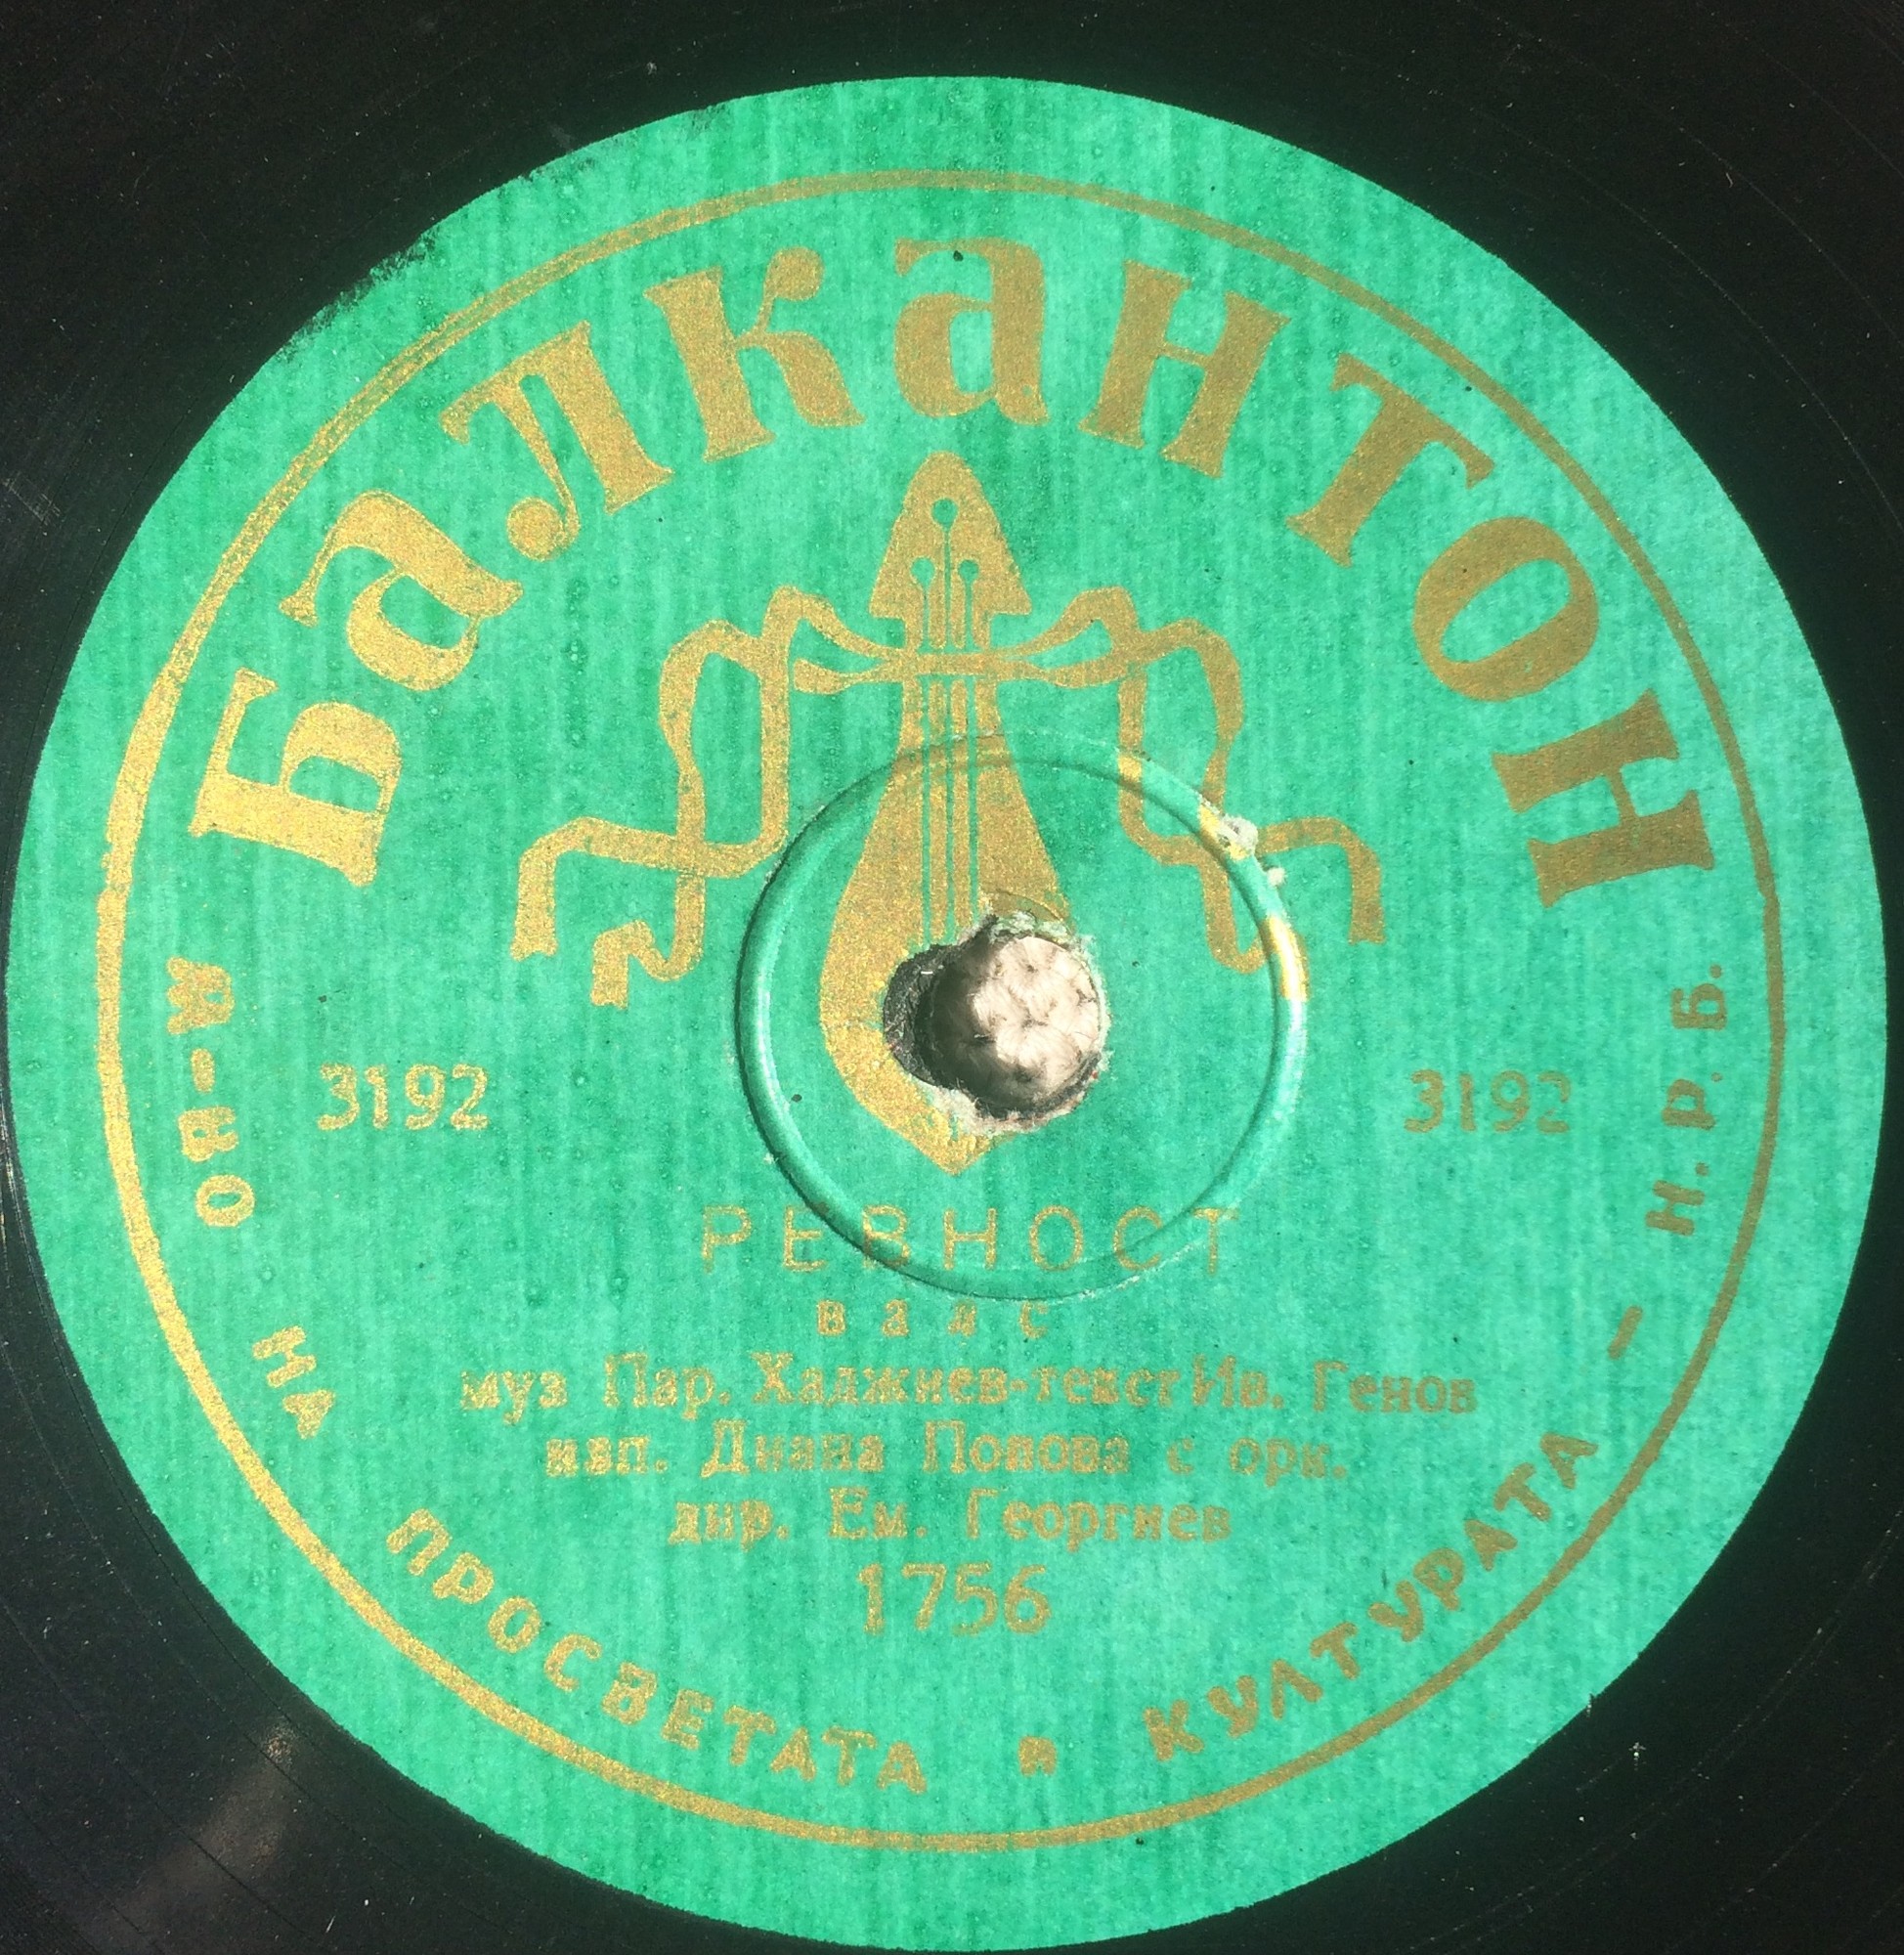 Балкантон
3192
3192
РЕВНОСТ
валс
муз Пар. Хаджиев-текст Ив. Генов
изп. Диана Попова с орк.
дир. Ем. Георгиев
1756
М-ВО НА ПРОСВЕТАТА и КУЛТУРАТА – Н.Р.Б.